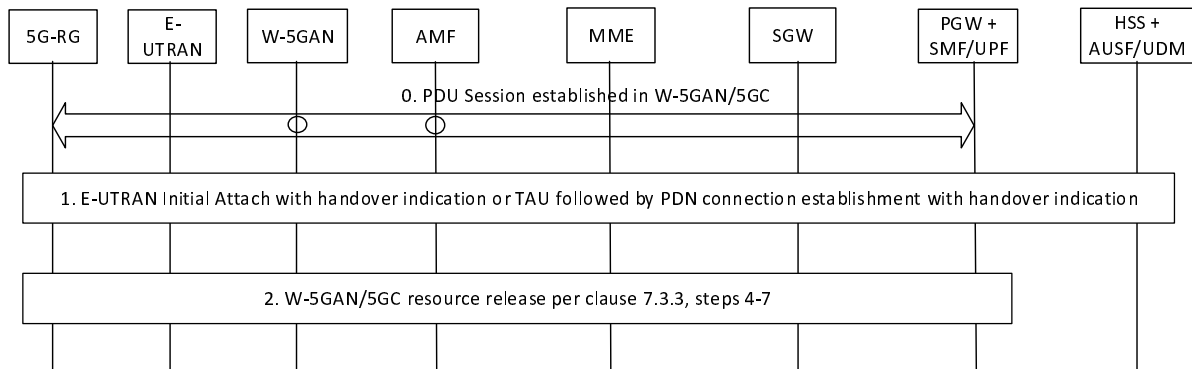 5G-RG
E-
UTRAN
W-5GAN
AMF
MME
SGW
PGW +
SMF/UPF
HSS +
AUSF/UDM
0. PDU Session established in W-5GAN/5GC
1. E-UTRAN Initial Attach with handover indication or TAU followed by PDN connection establishment with handover indication
2. W-5GAN/5GC resource release per clause 7.3.3, steps 4-7